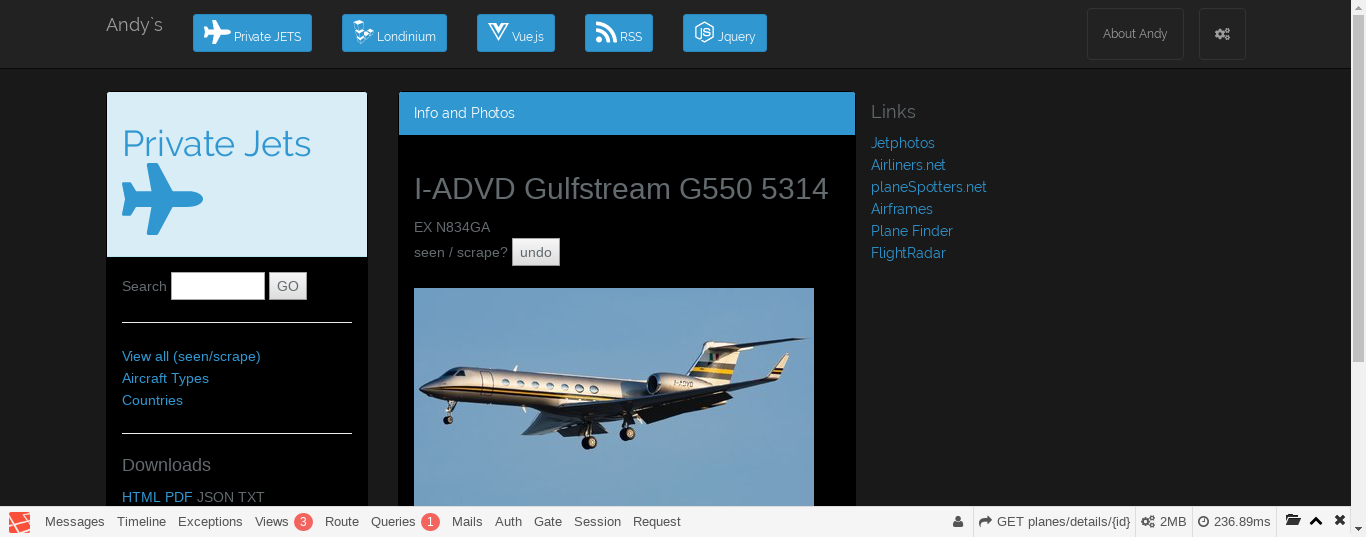 Andy`s
Private JETS
Londinium
Vue.js
RSS
Jquery
About Andy
Private Jets
Search GO
View all (seen/scrape)
Aircraft Types
Countries
Downloads
HTML PDF JSON TXT
Info and Photos
I-ADVD Gulfstream G550 5314
EX N834GA
seen / scrape? undo
I-ADVD
Links
Jetphotos
Airliners.net
planeSpotters.net
Airframes
Plane Finder
FlightRadar
Messages Timeline Exceptions Views 3 Route Queries 1 Mails Auth Gate Session Request GET planes/details/{id} 2MB 236.89ms